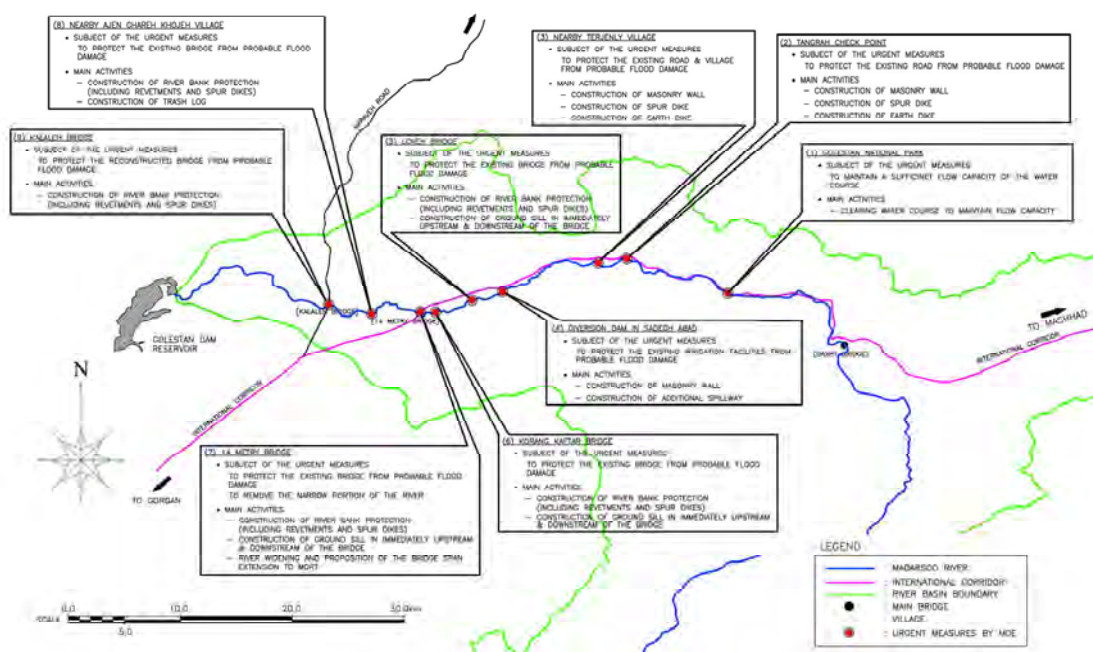 (8) NEARBY AJEN GHAREH KHOJEH VILLAGE
• SUBJECT OF THE URGENT MEASURES
TO PROTECT THE EXISTING BRIDGE FROM PROBABLE FLOOD
DAMAGE
• MAIN ACTIVITIES
— CONSTRUCTION OF RIVER BANK PROTECTION
(INCLUDING REVETMENTS AND SPUR DIKES)
— CONSTRUCTION OF TRASH LOG
(3) NEARBY TERJENLY VILLAGE
- SUBJECT OF THE URGENT MEASURES
TO PROTECT THE EXISTING ROAD & VILLAGE
FROM PROBABLE FLOOD DAMAGE
- MAIN ACTIVITIES
— CONSTRUCTION OF MASONRY WALL
— CONSTRUCTION OF SPUR DIKE
— CONSTRUCTION OF EARTH DIKE
(2) TANGRAH CHECK POINT
• SUBJECT OF THE URGENT MEASURES
TO PROTECT THE EXISTING ROAD FROM PROBABLE FLOOD DAMAGE
• MAIN ACTIVITIES
— CONSTRUCTION OF MASONRY WALL
— CONSTRUCTION OF SPUR DIKE
— CONSTRUCTION OF EARTH DIKE
KALALEH BRIDGE
- SUBJECT OF THE URGENT MEASURES
TO PROTECT THE RECONSTRUCTED BRIDGE FROM PROBABLE
FLOOD DAMAGE
- MAIN ACTIVITIES
— CONSTRUCTION OF RIVER BANK PROTECTION
(INCLUDING REVETMENTS AND SPUR DIKES)
ROAD
(5) LOVEH BRIDGE
• SUBJECT OF THE URGENT MEASURES
TO PROTECT THE EXISTING BRIDGE FROM PROBABLE
FLOOD DAMAGE
• MAIN ACTIVITIES
— CONSTRUCTION OF RIVER BANK PROTECTION
(INCLUDING REVETMENTS AND SPUR DIKES)
— CONSTRUCTION OF GROUND SILL IN IMMEDIATELY
UPSTREAM & DOWNSTREAM OF THE BRIDGE
(1) GOLESTAN NATIONAL PARK
• SUBJECT OF THE URGENT MEASURES
TO MAINTAIN A SUFFICINET FLOW CAPACITY OF THE WATER
COURSE
• MAIN ACTIVITIES
— CLEARING WATER COURSE TO MAINTAIN FLOW CAPACITY
[KALALEH BRIDGE]
[14 METRY BRIDGE]
GOLESTAN DAM
RESERVOIR
TO MASHHAD
INTERNATIONAL CORRIDOR
(4) DIVERSION DAM IN SADEGH ABAD
• SUBJECT OF THE URGENT MEASURES
TO PROTECT THE EXISTING IRRIGATION FACILITIES FROM
PROBABLE FLOOD DAMAGE
• MAIN ACTIVITIES
— CONSTRUCTION OF MASONRY WALL
— CONSTRUCTION OF ADDITIONAL SPILLWAY
N
INTERNATIONAL CORRIDOR
TO GORGAN
(7) 14 METRY BRIDGE
• SUBJECT OF THE URGENT MEASURES
TO PROTECT THE EXISTING BRIDGE FROM PROBABLE FLOOD
DAMAGE
TO REMOVE THE NARROW PORTION OF THE RIVER
• MAIN ACTIVITIES
— CONSTRUCTION OF RIVER BANK PROTECTION
(INCLUDING REVETMENTS AND SPUR DIKES)
— CONSTRUCTION OF GROUND SILL IN IMMEDIATELY UPSTREAM
& DOWNSTREAM OF THE BRIDGE
— RIVER WIDENING AND PROPOSITION OF THE BRIDGE SPAN
EXTENSION TO MORT
(6) KORANG KAFTAR BRIDGE
- SUBJECT OF THE URGENT MEASURES
TO PROTECT THE EXISTING BRIDGE FROM PROBABLE FLOOD
DAMAGE
- MAIN ACTIVITIES
— CONSTRUCTION OF RIVER BANK PROTECTION
(INCLUDING REVETMENTS AND SPUR DIKES)
— CONSTRUCTION OF GROUND SILL IN IMMEDIATELY UPSTREAM
& DOWNSTREAM OF THE BRIDGE
LEGEND
: MADARSOO RIVER
: INTERNATIONAL CORRIDOR
: RIVER BASIN BOUNDARY
: MAIN BRIDGE
: VILLAGE
: URGENT MEASURES BY MOE
0.0 10.0 20.0 30.0km
SCALE
5.0